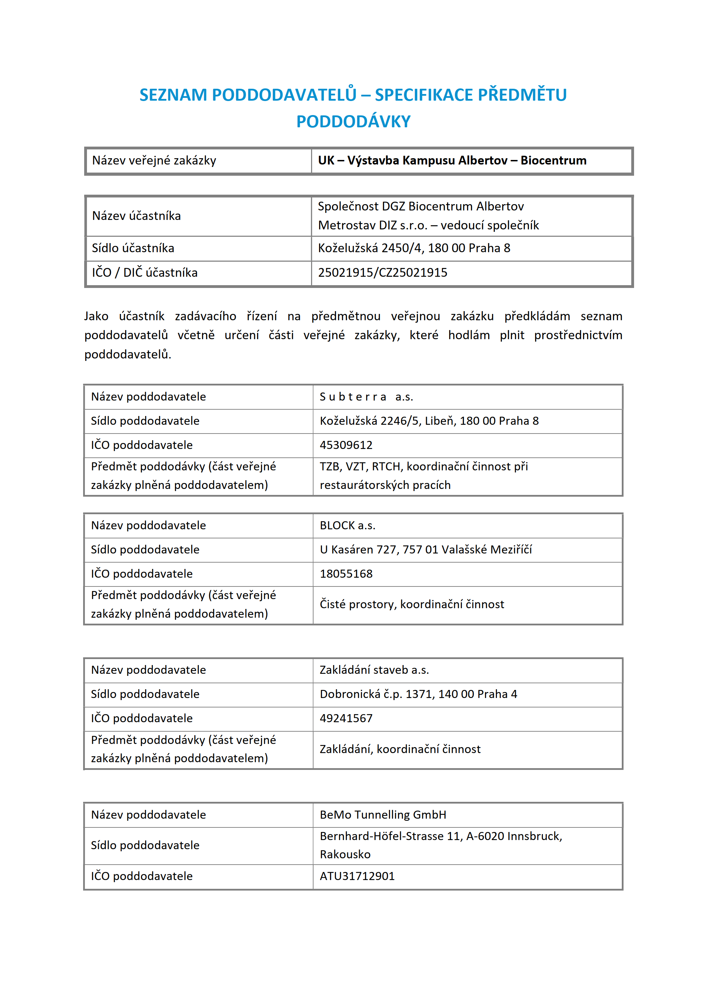 SEZNAM PODDODAVATELŮ – SPECIFIKACE PŘEDMĚTU
PODDODÁVKY
Název veřejné zakázky UK – Výstavba Kampusu Albertov – Biocentrum
Název účastníka Společnost DGZ Biocentrum Albertov
Metrostav DIZ s.r.o. – vedoucí společník
Sídlo účastníka Koželužská 2450/4, 180 00 Praha 8
IČO / DIČ účastníka 25021915/CZ25021915
Jako účastník zadávacího řízení na předmětnou veřejnou zakázku předkládám seznam
poddodavatelů včetně určení části veřejné zakázky, které hodlám plnit prostřednictvím
poddodavatelů.
Název poddodavatele S u b t e r r a a.s.
Sídlo poddodavatele Koželužská 2246/5, Libeň, 180 00 Praha 8
IČO poddodavatele 45309612
Předmět poddodávky (část veřejné TZB, VZT, RTCH, koordinační činnost při
zakázky plněná poddodavatelem) restaurátorských pracích
Název poddodavatele BLOCK a.s.
Sídlo poddodavatele U Kasáren 727, 757 01 Valašské Meziříčí
IČO poddodavatele 18055168
Předmět poddodávky (část veřejné
zakázky plněná poddodavatelem) Čisté prostory, koordinační činnost
Název poddodavatele Zakládání staveb a.s.
Sídlo poddodavatele Dobronická č.p. 1371, 140 00 Praha 4
IČO poddodavatele 49241567
Předmět poddodávky (část veřejné
zakázky plněná poddodavatelem) Zakládání, koordinační činnost
Název poddodavatele BeMo Tunnelling GmbH
Sídlo poddodavatele Bernhard-Höfel-Strasse 11, A-6020 Innsbruck,
Rakousko
IČO poddodavatele ATU31712901